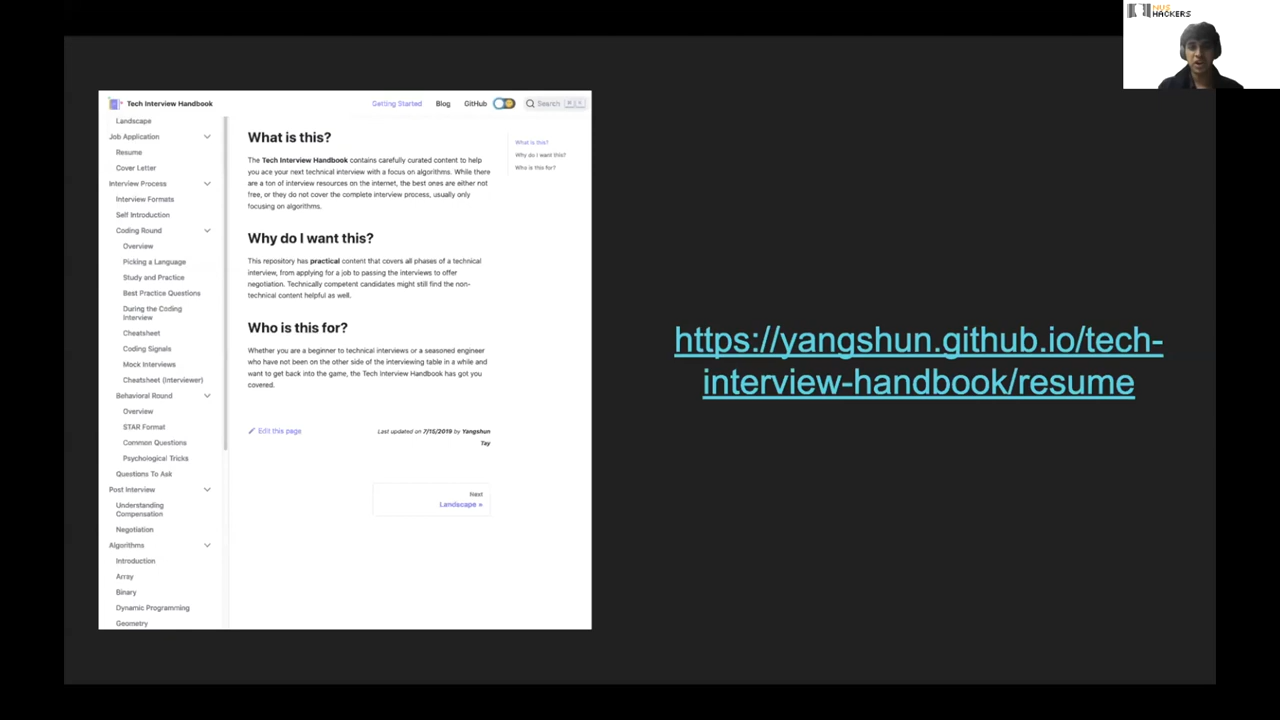 NUS
HACKERS
Tech Interview Handbook
Getting Started
Blog
GitHub
Search
Landscape
Job Application
Resume
Cover Letter
Interview Process
Interview Formats
Self Introduction
Coding Round
Overview
Picking a Language
Study and Practice
Best Practice Questions
During the Coding
Interview
Cheatsheet
Coding Signals
Mock Interviews
Cheatsheet (Interviewer)
Behavioral Round
Overview
STAR Format
Common Questions
Psychological Tricks
Questions To Ask
Post Interview
Understanding
Compensation
Negotiation
Algorithms
Introduction
Array
Binary
Dynamic Programming
Geometry
What is this?
The Tech Interview Handbook contains carefully curated content to help
you ace your next technical interview with a focus on algorithms. While there
are a ton of interview resources on the internet, the best ones are either not
free, or they do not cover the complete interview process, usually only
focusing on algorithms.
Why do I want this?
This repository has practical content that covers all phases of a technical
interview, from applying for a job to passing the interviews to offer
negotiation. Technically competent candidates might still find the non-
technical content helpful as well.
Who is this for?
Whether you are a beginner to technical interviews or a seasoned engineer
who have not been on the other side of the interviewing table in a while and
want to get back into the game, the Tech Interview Handbook has got you
covered.
Edit this page
Last updated on 7/15/2019 by Yangshun
Tay
Next
Landscape »
What is this?
Why do I want this?
Who is this for?
https://yangshun.github.io/tech-
interview-handbook/resume